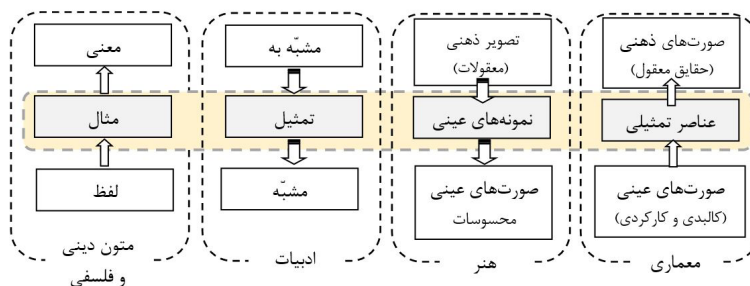 صورت‌های ذهنی
(حقایق معقول)
عناصر تمثیلی
صورت‌های عینی
(کالبدی و کارکردی)
معماری
تصویر ذهنی
(معقولات)
نمونه‌های عینی
صورت‌های عینی
محسوسات
هنر
مشبّه به
تمثیل
مشبّه
ادبیات
معنی
مثال
لفظ
متون دینی
و فلسفی